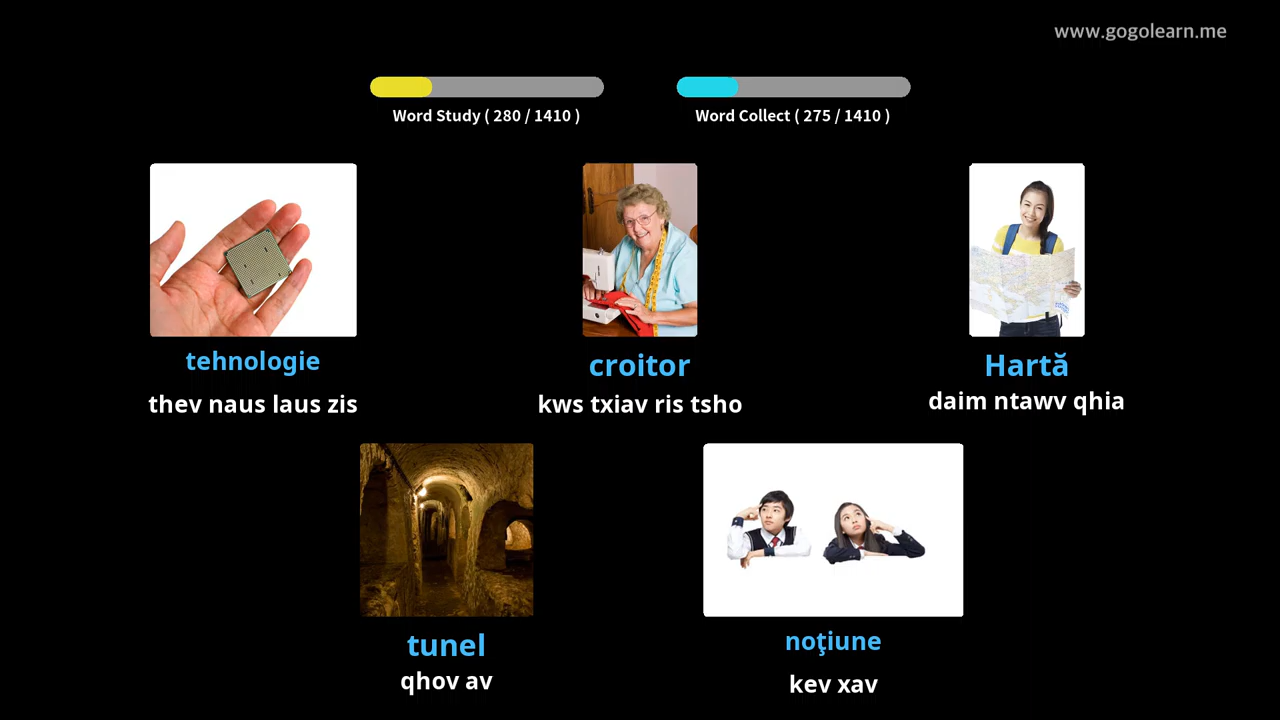 www.gogolearn.me
Word Study ( 280 / 1410 )
Word Collect ( 275 / 1410 )
tehnologie
croitor
Hartă
thev naus laus zis
kws txiav ris tsho
daim ntawv qhia
tunel
noţiune
qhov av
kev xav